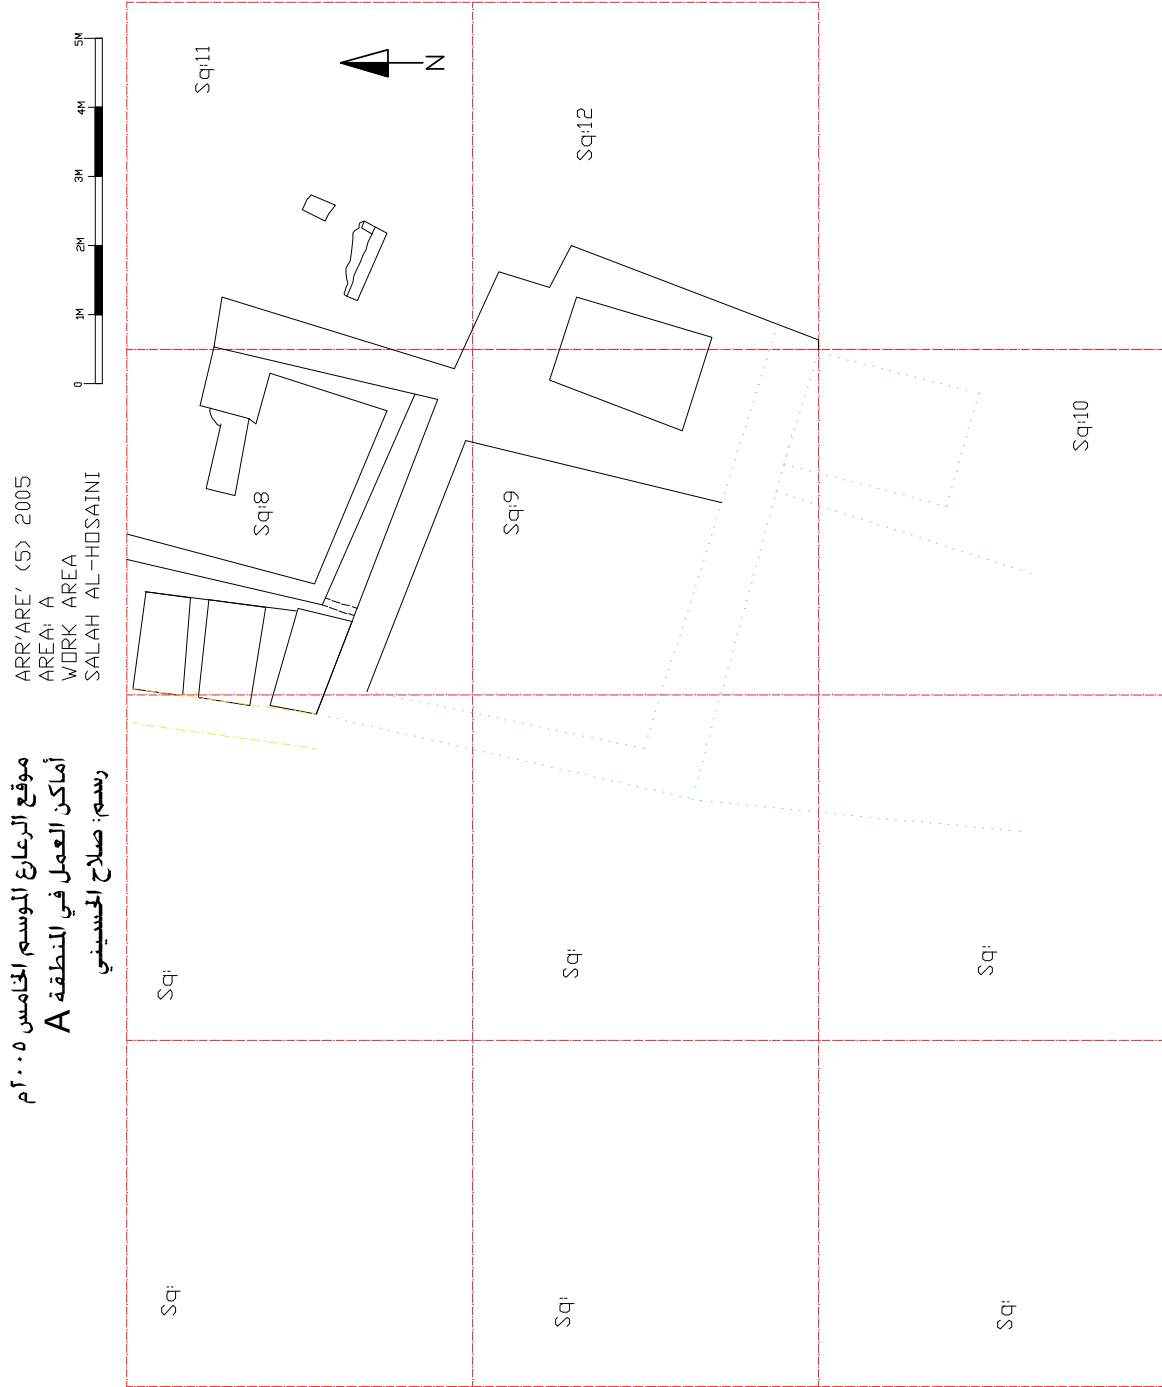 موقع الرعارع الموسم الخامس ٢٠٠٥م
أماكن العمل في المنطقة A
رسم: صلاح الحسيني
ARR'ARE' (5) 2005
AREA: A
WORK AREA
SALAH AL-HOSAINI
0 1M 2M 3M 4M 5M
N
Sq:11
Sq:12
Sq:8
Sq:9
Sq:10
Sq:
Sq:
Sq:
Sq:
Sq:
Sq: